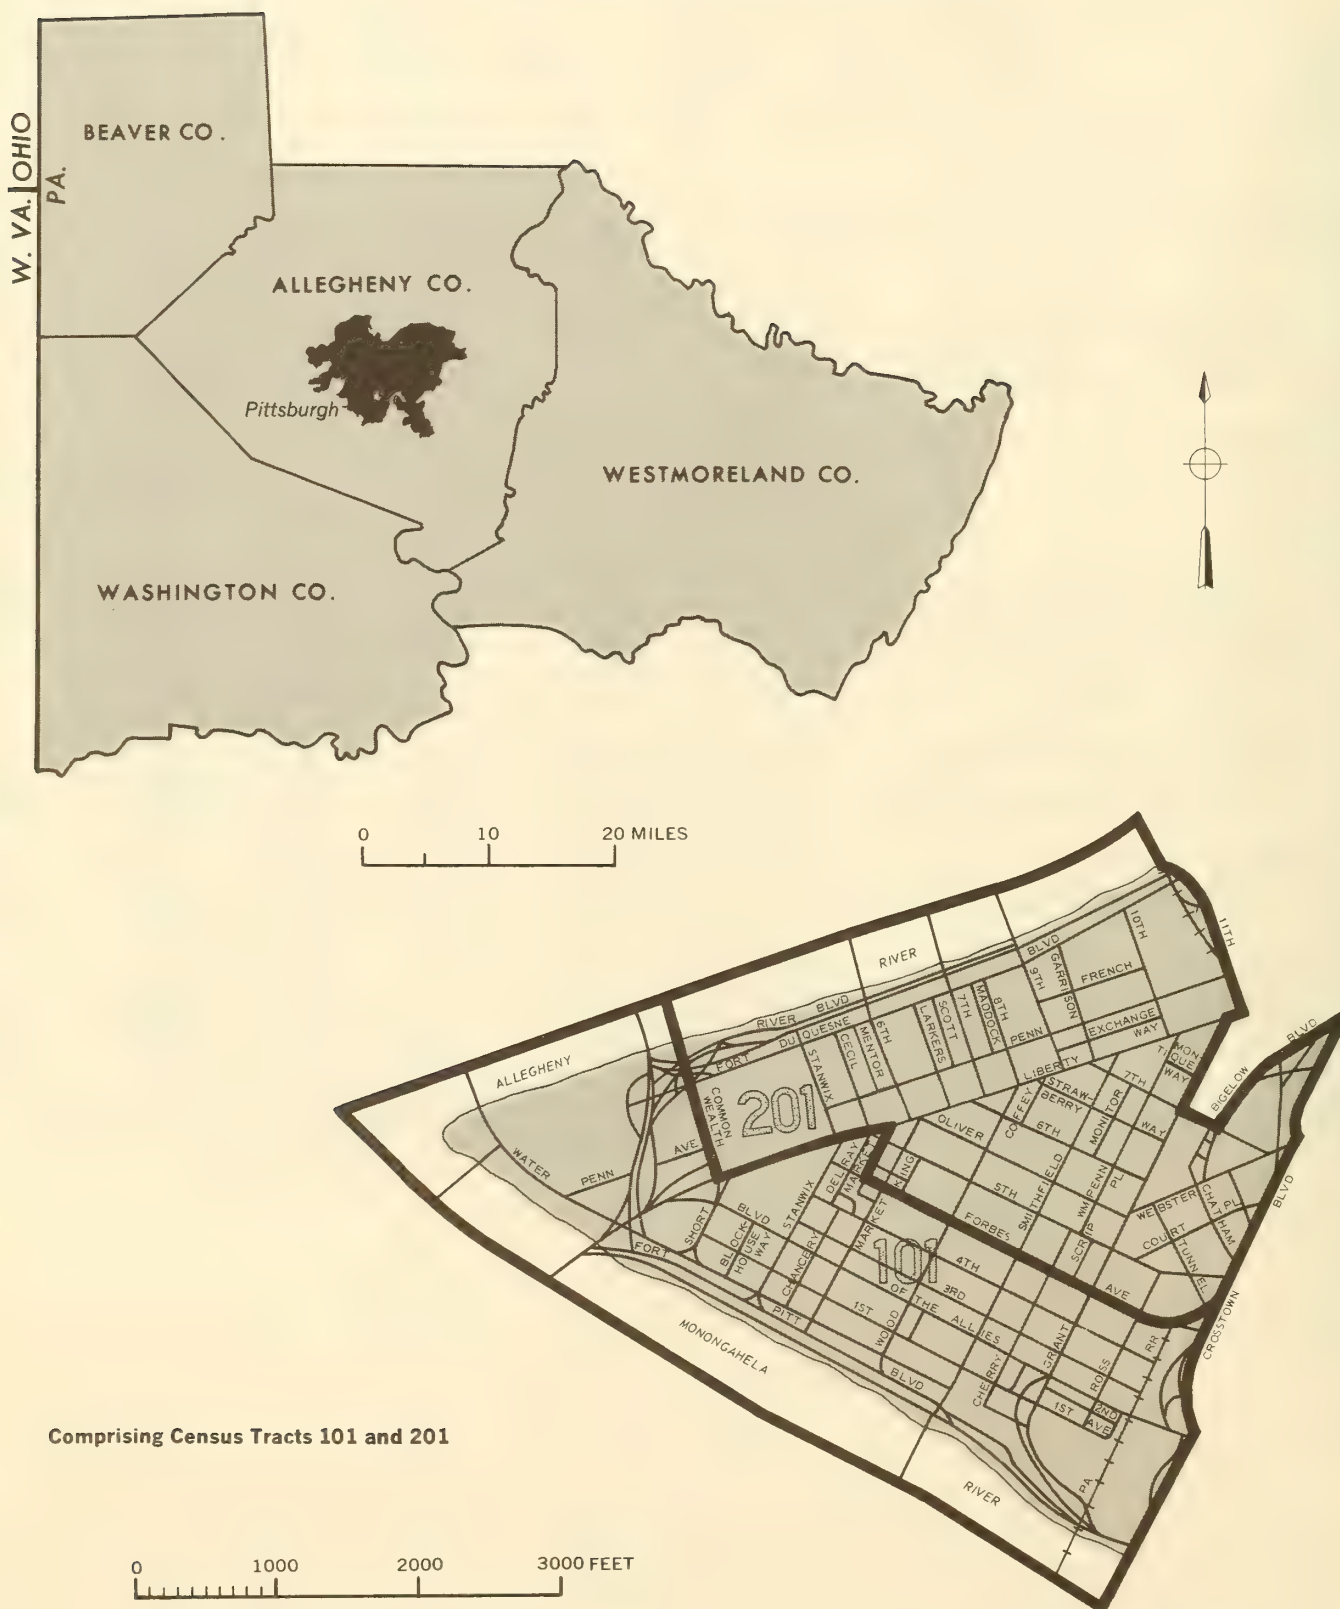 BEAVER CO.
W. VA. OHIO
PA.
ALLEGHENY CO.
Pittsburgh
WESTMORELAND CO.
WASHINGTON CO.
0 10 20 MILES
RIVER
BLVD
10TH
11TH
GARRISON
9TH
FRENCH
RIVER BLVD
FORT DU QUESNE
6TH
SCOTT
LARKERS
7TH
MADDOCK
8TH
PENN
EXCHANGE
WAY
ALLEGHENY
STANWIX
CECIL
MENTOR
LIBERTY
COMMON
WEALTH
201
COFFEY
STRAW-
BERRY
7TH
MONITOR
WAY
BIGELOW
BLVD
OLIVER
6TH
WAY
WATER
PENN
AVE
DELRAY
MARKET
5TH
SMITHFIELD
WM PENN
PL
WEBSTER
CHATHAM
PL
BLVD
SHORT
BLVD
BLOCK-
HOUSE
WAY
STANWIX
MARKET
KING
FORBES
SCRIP
COURT
TUNNEL
FORT
CHANCERY
101
4TH
AVE
3RD
OF THE ALLIES
PITT
1ST
WOOD
GRANT
ROSS
RR
CROSSTOWN
MONONGAHELA
BLVD
CHERRY
1ST
2ND
AVE
PA
RIVER
Comprising Census Tracts 101 and 201
0 1000 2000 3000 FEET